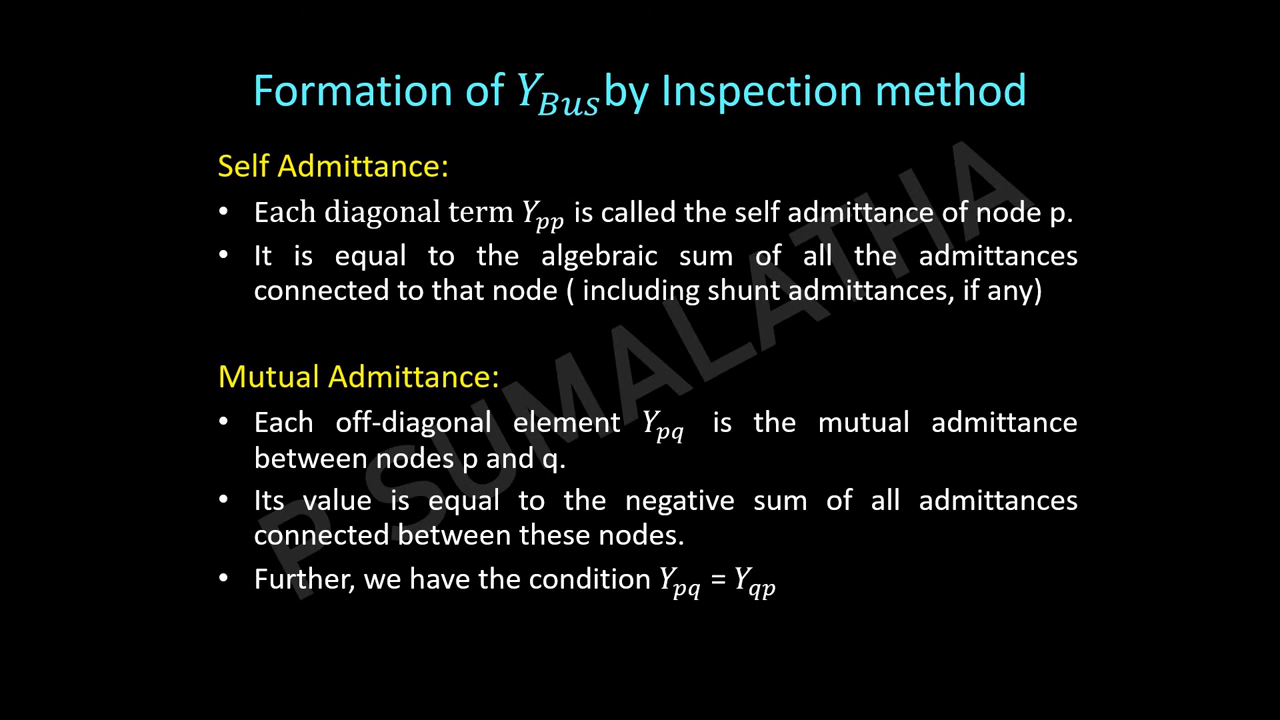 Formation of Y_Bus by Inspection method
Self Admittance:
• Each diagonal term Y_pp is called the self admittance of node p.
• It is equal to the algebraic sum of all the admittances
connected to that node ( including shunt admittances, if any)
Mutual Admittance:
• Each off-diagonal element Y_pq is the mutual admittance
between nodes p and q.
• Its value is equal to the negative sum of all admittances
connected between these nodes.
• Further, we have the condition Y_pq = Y_qp
P SUMALATHA